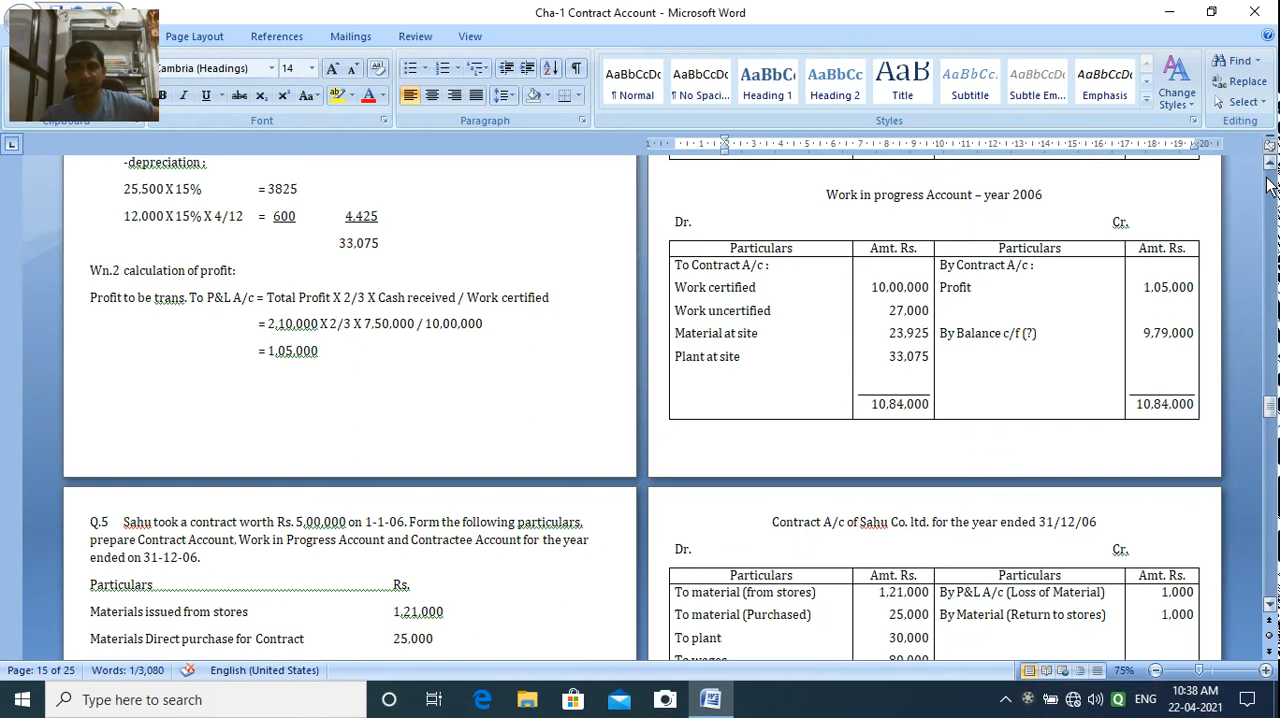 Cha-1 Contract Account - Microsoft Word
Page Layout References Mailings Review View
Cambria (Headings) 14
AaBbCcDc AaBbCcDc AaBbCc AaBbCc AaB AaBbCc. AaBbCcDc AaBbCcDc
¶ Normal ¶ No Spaci... Heading 1 Heading 2 Title Subtitle Subtle Em... Emphasis
Change Styles
Find
Replace
Select
Font Paragraph Styles Editing
-depreciation :
25,500 X 15% = 3825
12,000 X 15% X 4/12 = 600 4,425
33,075
Wn.2 calculation of profit:
Profit to be trans. To P&L A/c = Total Profit X 2/3 X Cash received / Work certified
= 2,10,000 X 2/3 X 7,50,000 / 10,00,000
= 1,05,000
Work in progress Account – year 2006
Dr. Cr.
Particulars Amt. Rs. Particulars Amt. Rs.
To Contract A/c : By Contract A/c :
Work certified 10,00,000 Profit 1,05,000
Work uncertified 27,000
Material at site 23,925 By Balance c/f (?) 9,79,000
Plant at site 33,075
10,84,000 10,84,000
Q.5 Sahu took a contract worth Rs. 5,00,000 on 1-1-06. Form the following particulars,
prepare Contract Account, Work in Progress Account and Contractee Account for the year
ended on 31-12-06.
Particulars Rs.
Materials issued from stores 1,21,000
Materials Direct purchase for Contract 25,000
Contract A/c of Sahu Co. ltd. for the year ended 31/12/06
Dr. Cr.
Particulars Amt. Rs. Particulars Amt. Rs.
To material (from stores) 1,21,000 By P&L A/c (Loss of Material) 1,000
To material (Purchased) 25,000 By Material (Return to stores) 1,000
To plant 30,000
To wages 80,000
Page: 15 of 25 Words: 1/3,080 English (United States) 75%
Type here to search
ENG
10:38 AM
22-04-2021